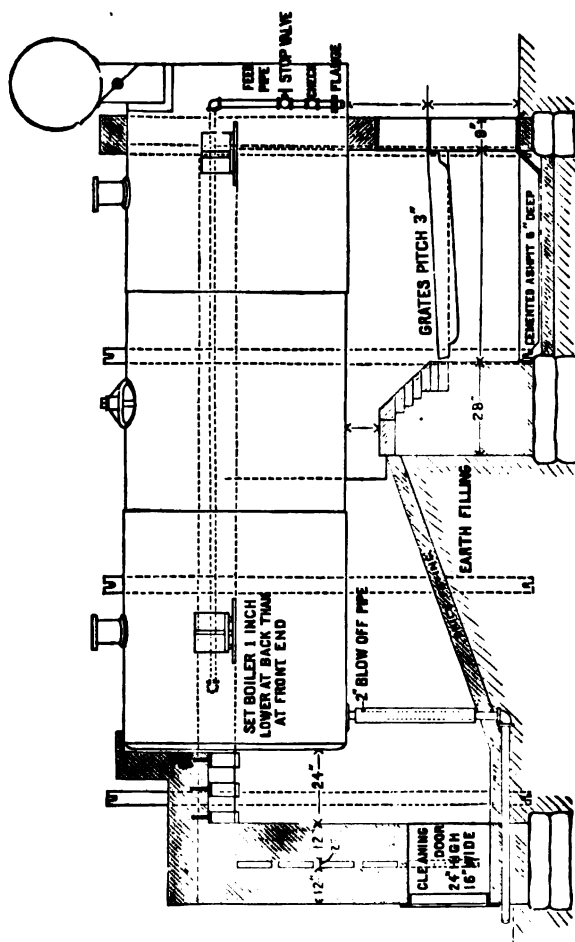 FEED
PIPE
STOP VALVE
CHECK
FLANGE
GRATES PITCH 3"
CEMENTED ASHPIT 6" DEEP
28"
EARTH FILLING
SET BOILER 1 INCH
LOWER AT BACK THAN
AT FRONT END
2" BLOW OFF PIPE
24"
12"
2"
12"
CLEANING
DOOR
24" HIGH
16" WIDE